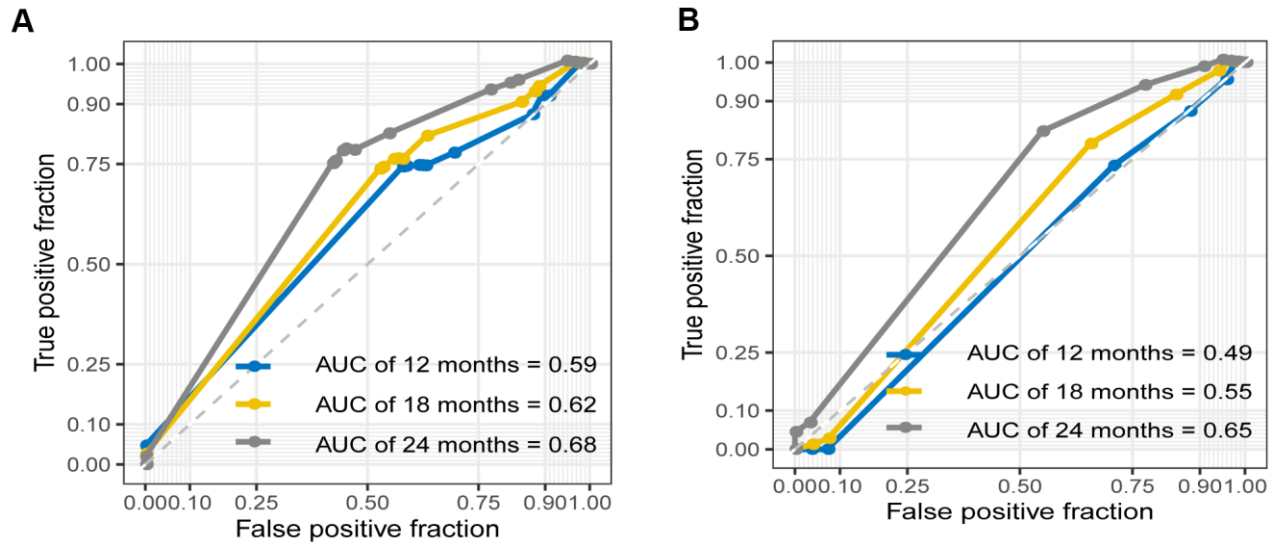 A
True positive fraction
1.00
0.90
0.75
0.50
0.25
0.10
0.00
AUC of 12 months = 0.59
AUC of 18 months = 0.62
AUC of 24 months = 0.68
0.000.10 0.25 0.50 0.75 0.901.00
False positive fraction
B
True positive fraction
1.00
0.90
0.75
0.50
0.25
0.10
0.00
AUC of 12 months = 0.49
AUC of 18 months = 0.55
AUC of 24 months = 0.65
0.000.10 0.25 0.50 0.75 0.901.00
False positive fraction